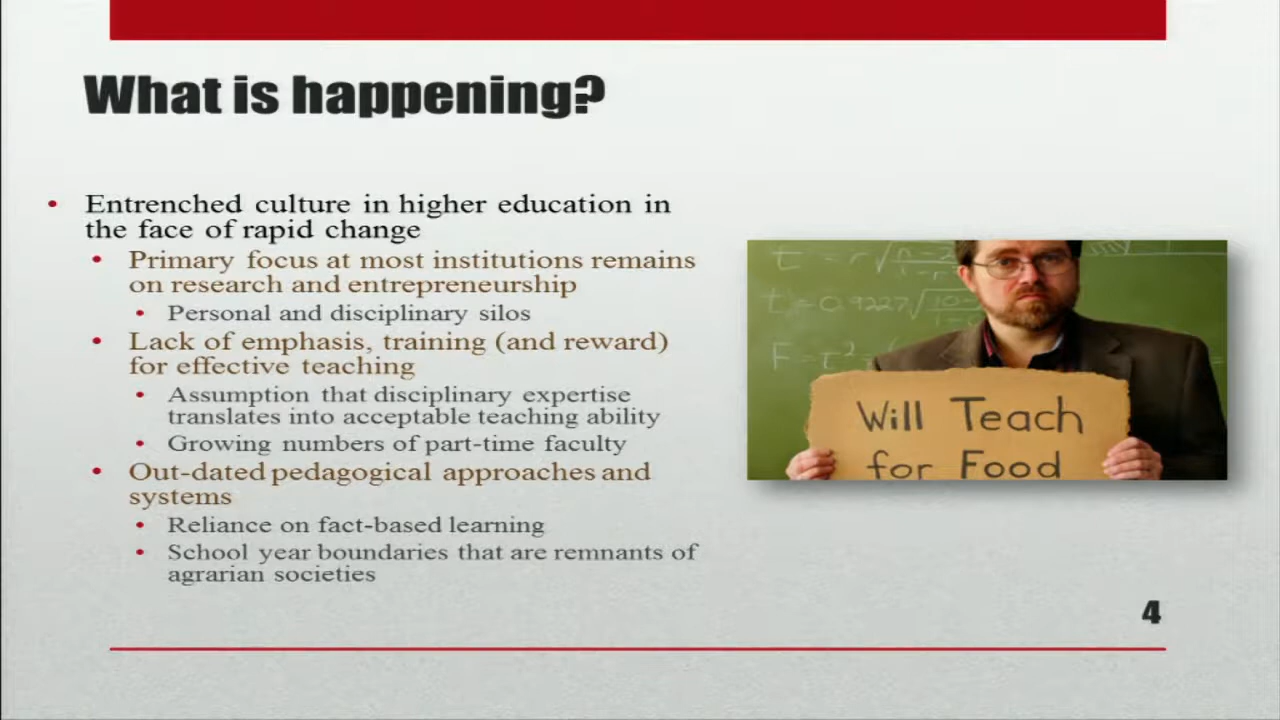 What is happening?
• Entrenched culture in higher education in
the face of rapid change
• Primary focus at most institutions remains
on research and entrepreneurship
• Personal and disciplinary silos
• Lack of emphasis, training (and reward)
for effective teaching
• Assumption that disciplinary expertise
translates into acceptable teaching ability
• Growing numbers of part-time faculty
• Out-dated pedagogical approaches and
systems
• Reliance on fact-based learning
• School year boundaries that are remnants of
agrarian societies
Will Teach
for Food
4